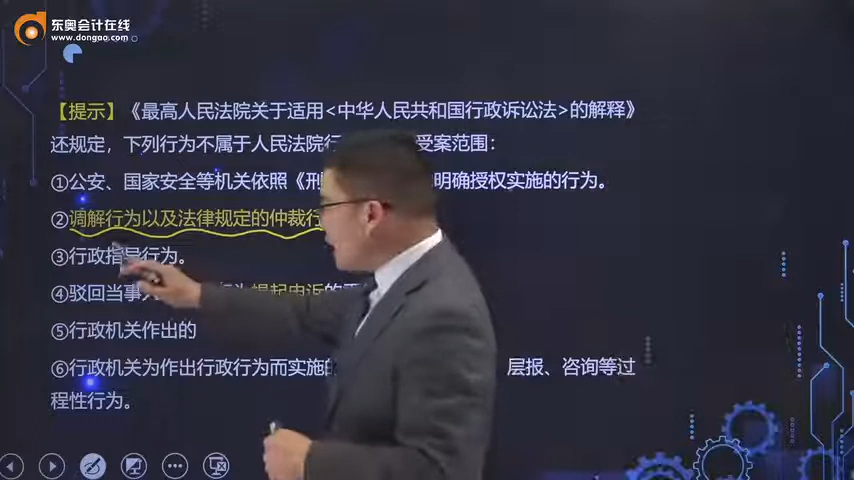 东奥会计在线
www.dongao.com
【提示】《最高人民法院关于适用<中华人民共和国行政诉讼法>的解释》
还规定，下列行为不属于人民法院行 受案范围：
①公安、国家安全等机关依照《刑 明确授权实施的行为。
②调解行为以及法律规定的仲裁行
③行政指导行为。
④驳回当事 提起申诉的
⑤行政机关作出的
⑥行政机关为作出行政行为而实施的 层报、咨询等过
程性行为。